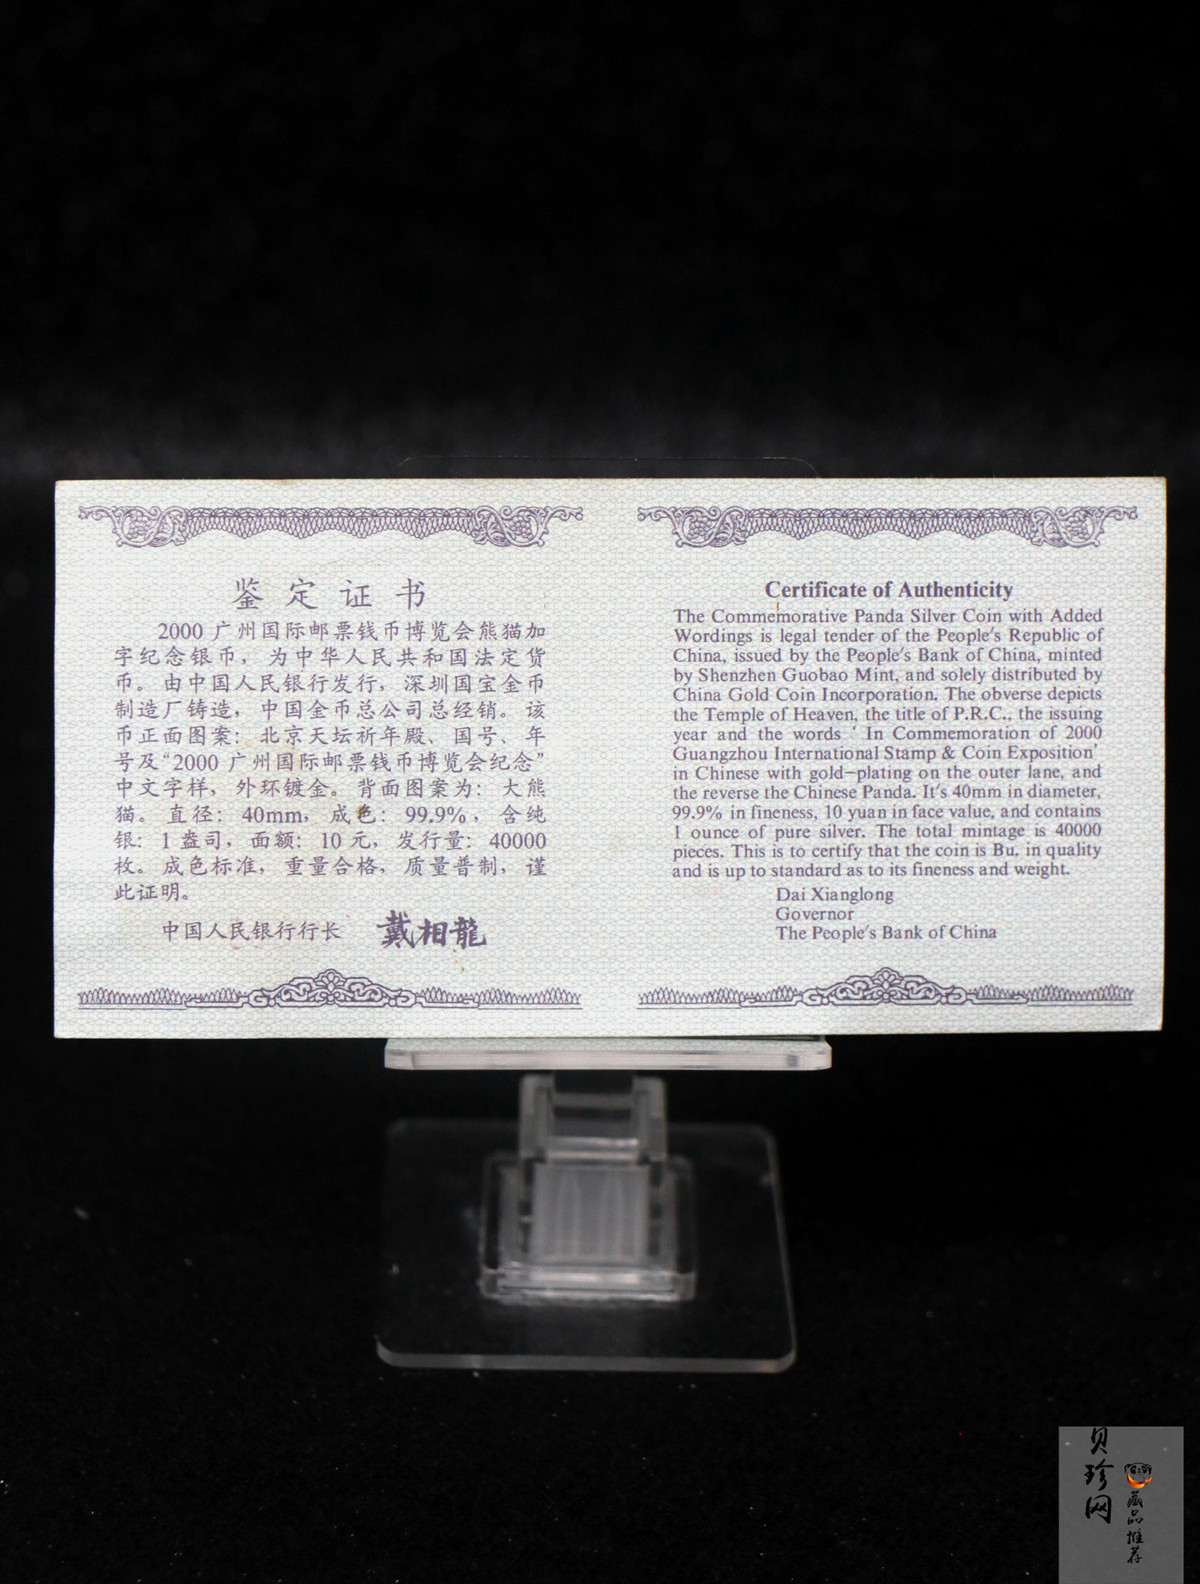 鉴定证书
2000 广州国际邮票钱币博览会熊猫加
字纪念银币，为中华人民共和国法定货
币。由中国人民银行发行，深圳国宝金币
制造厂铸造，中国金币总公司总经销。该
币正面图案：北京天坛祈年殿、国号、年
号及“2000 广州国际邮票钱币博览会纪念”
中文字样，外环镀金。背面图案为：大熊
猫。直径：40mm，成色：99.9%，含纯
银：1 盎司，面额：10 元，发行量：40000
枚。成色标准，重量合格，质量普制，谨
此证明。
中国人民银行行长 戴相龍
Certificate of Authenticity
The Commemorative Panda Silver Coin with Added
Wordings is legal tender of the People's Republic of
China, issued by the People's Bank of China, minted
by Shenzhen Guobao Mint, and solely distributed by
China Gold Coin Incorporation. The obverse depicts
the Temple of Heaven, the title of P.R.C., the issuing
year and the words ‘ In Commemoration of 2000
Guangzhou International Stamp & Coin Exposition’
in Chinese with gold—plating on the outer lane, and
the reverse the Chinese Panda. It's 40mm in diameter,
99.9% in fineness, 10 yuan in face value, and contains
1 ounce of pure silver. The total mintage is 40000
pieces. This is to certify that the coin is Bu. in quality
and is up to standard as to its fineness and weight.
Dai Xianglong
Governor
The People's Bank of China
贝珍网
藏品推荐